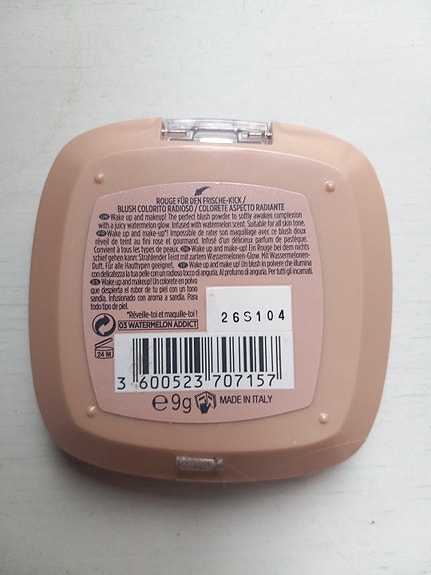 ROUGE FÜR DEN FRISCHE-KICK /
BLUSH COLORITO RADIOSO / COLORETE ASPECTO RADIANTE
UK Wake up and makeup! The perfect blush powder to softly awaken complexion
with a juicy watermelon glow. Infused with watermelon scent. Suitable for all skin tone.
FR Wake up and make-up*! Impossible de rater son maquillage avec ce blush doux
réveil de teint au fini rose et gourmand. Infusé d'un délicieux parfum de pastèque.
Convient à tous les types de peaux. DE Wake up and make-up! Ein Rouge bei dem nichts
schief gehen kann: Strahlender Teint mit zarten Wassermelonen-Glow. Mit Wassermelonen-
Duft. Für alle Hauttypen geeignet. IT Wake up and make up! Un blush in polvere che illumina
con delicatezza la tua pelle con un radioso tocco di anguria. Al profumo di anguria. Per tutti gli incarnati.
ES Wake up and makeup! Un colorete en polvo
que despierta el rubor de tu piel con un tono
sandía. Infusionado con aroma a sandía. Para
todo tipo de piel.
*Réveille-toi et maquille-toi !
03 WATERMELON ADDICT
26S104
24 M
3 600523 707157
e 9g MADE IN ITALY